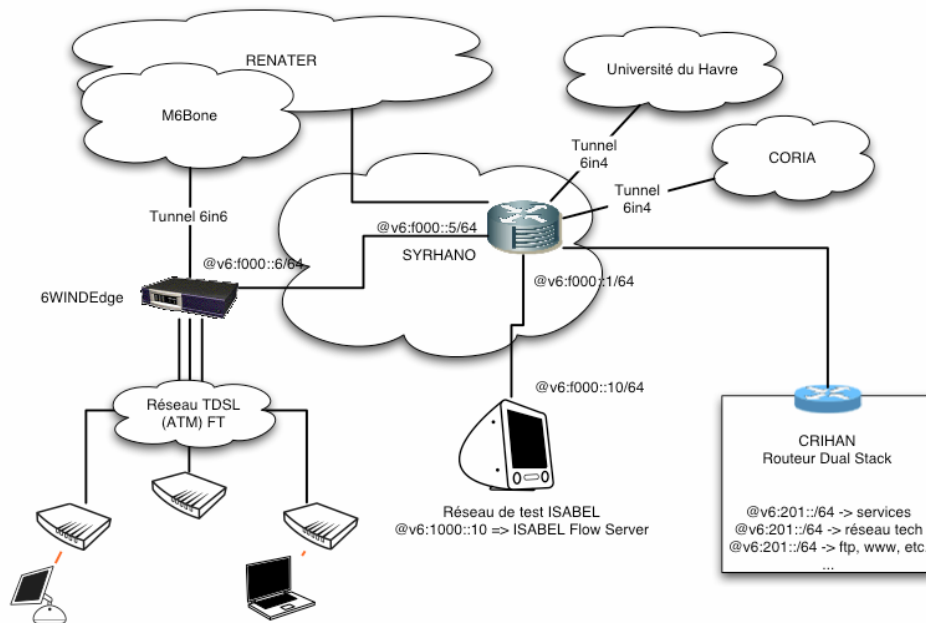 RENATER
M6Bone
Université du Havre
CORIA
Tunnel
6in4
Tunnel
6in4
Tunnel 6in6
@v6:f000::5/64
SYRHANO
@v6:f000::6/64
@v6:f000::1/64
6WINDEdge
@v6:f000::10/64
Réseau TDSL
(ATM) FT
CRIHAN
Routeur Dual Stack
Réseau de test ISABEL
@v6:1000::10 => ISABEL Flow Server
@v6:201::/64 -> services
@v6:201::/64 -> réseau tech
@v6:201::/64 -> ftp, www, etc.
...